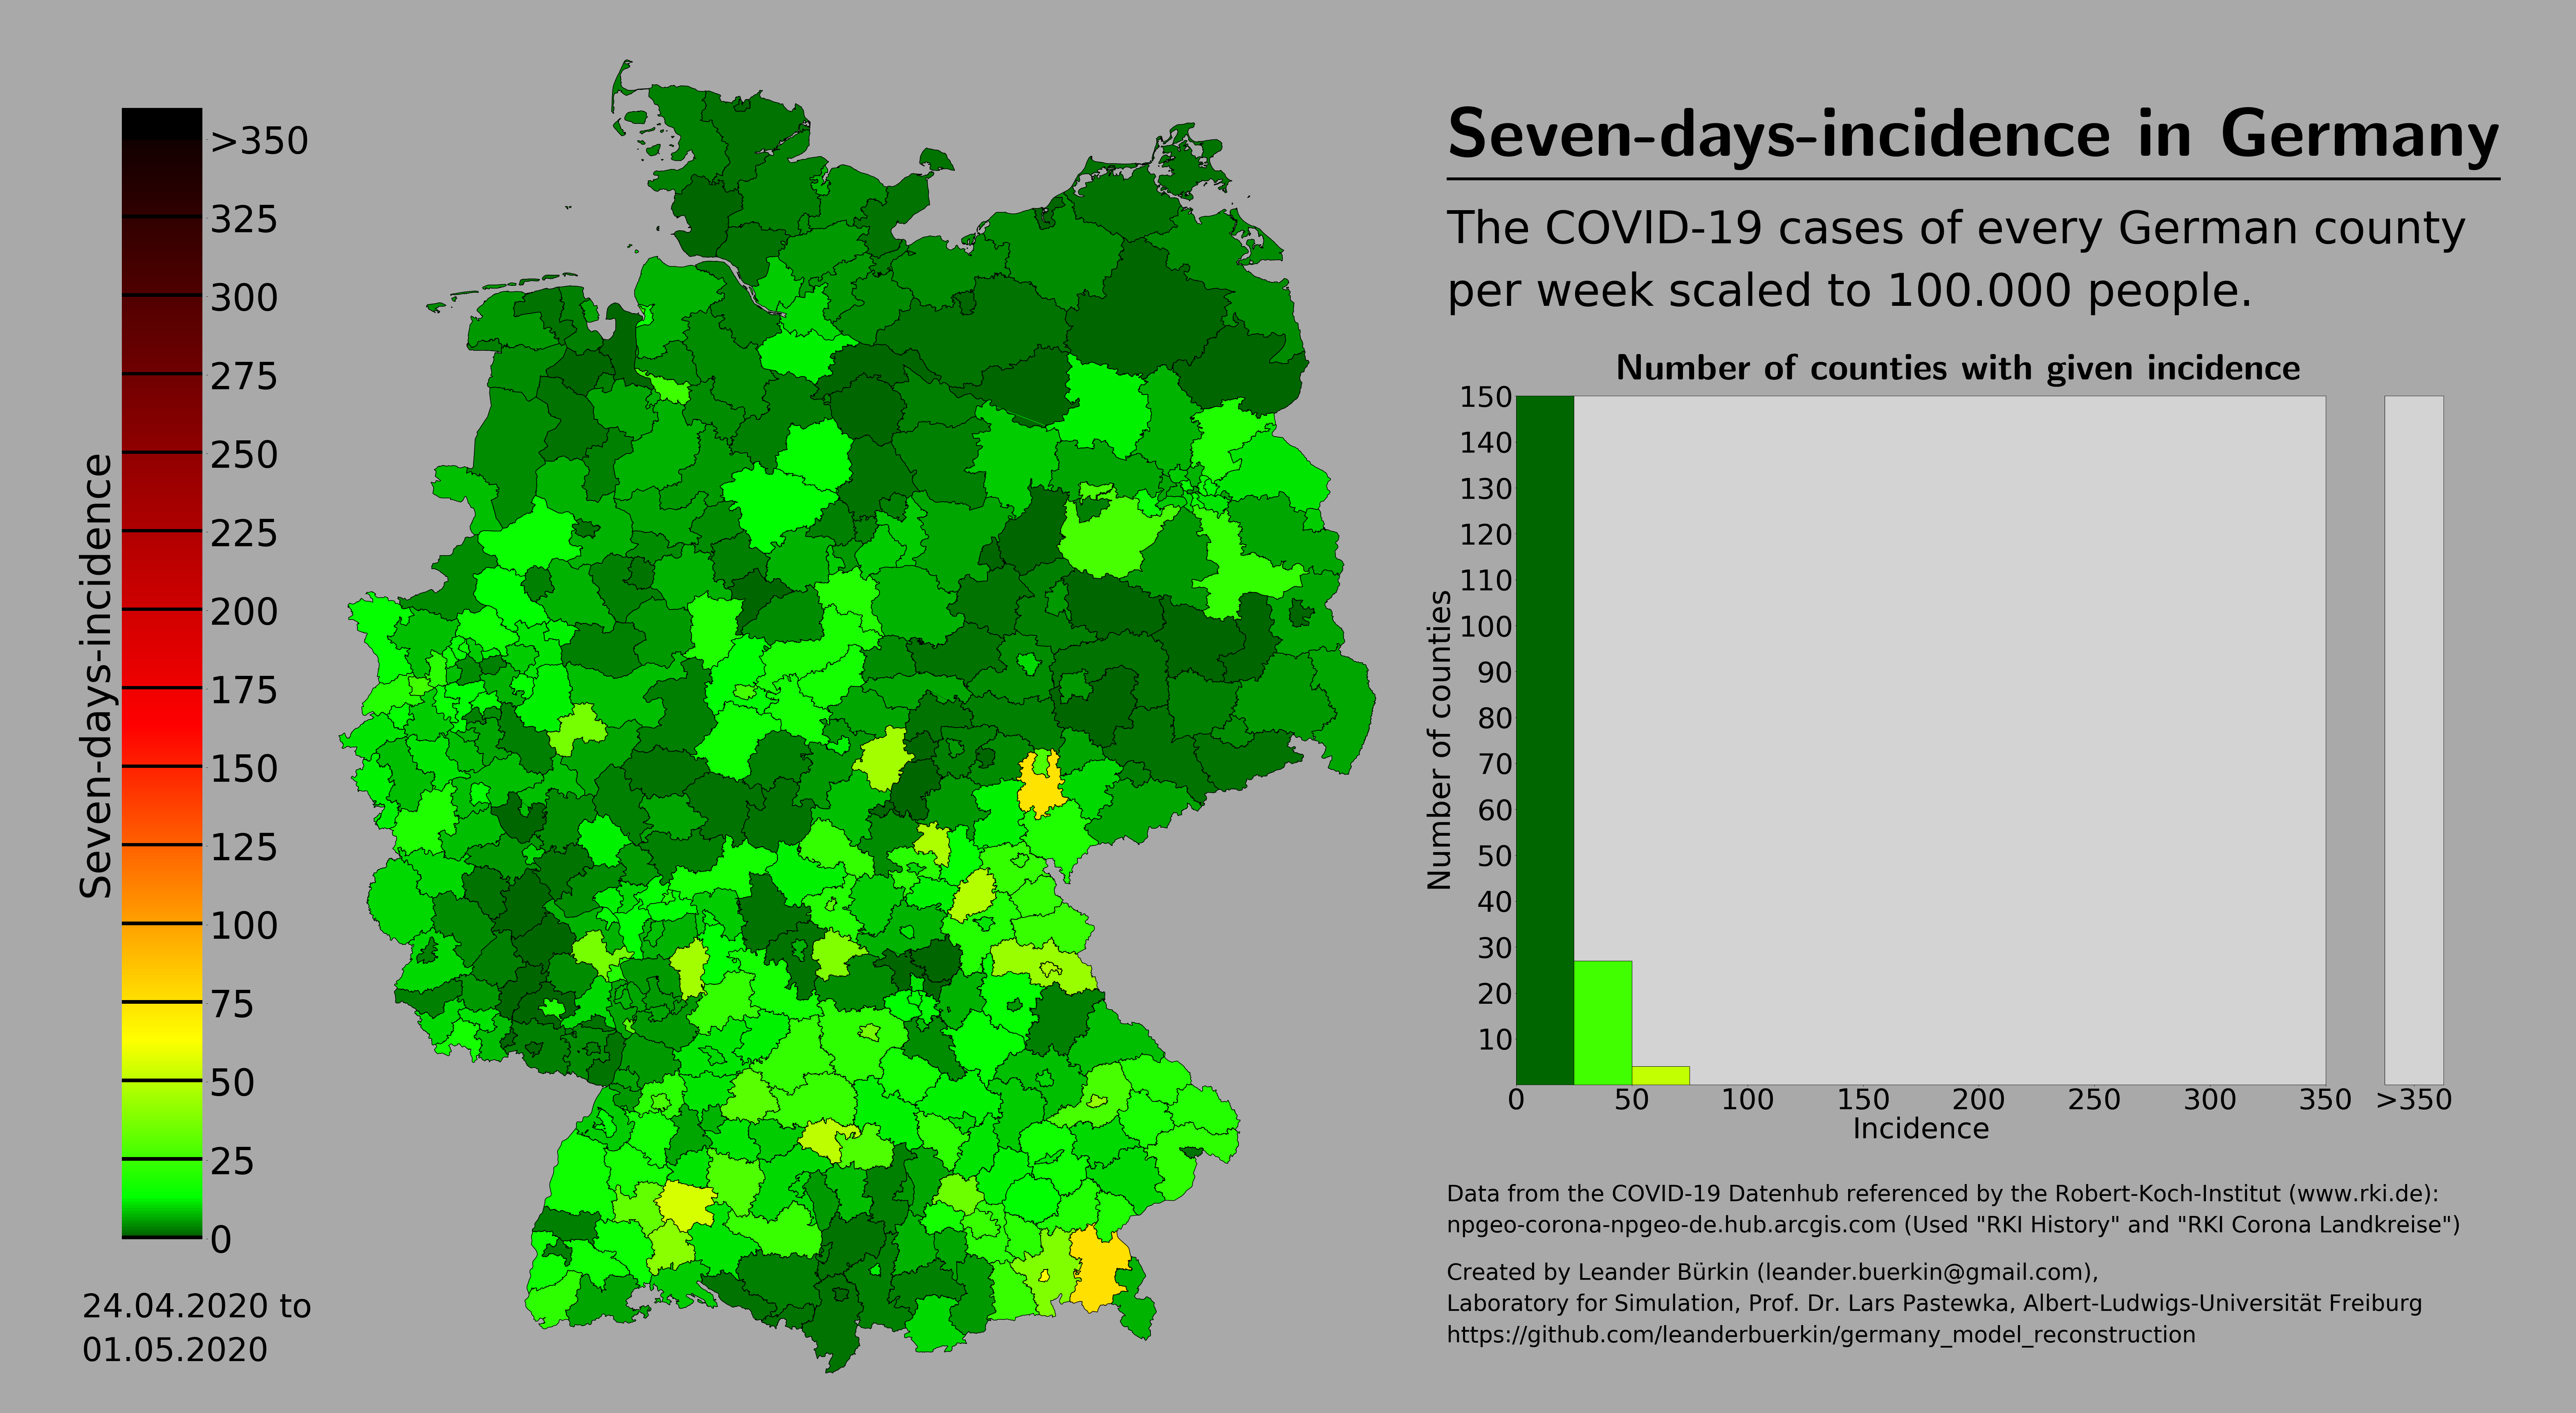 Seven-days-incidence in Germany
The COVID-19 cases of every German county
per week scaled to 100.000 people.
Seven-days-incidence
>350
325
300
275
250
225
200
175
150
125
100
75
50
25
0
24.04.2020 to
01.05.2020
Number of counties with given incidence
Number of counties
150
140
130
120
110
100
90
80
70
60
50
40
30
20
10
0 50 100 150 200 250 300 350 >350
Incidence
Data from the COVID-19 Datenhub referenced by the Robert-Koch-Institut (www.rki.de):
npgeo-corona-npgeo-de.hub.arcgis.com (Used "RKI History" and "RKI Corona Landkreise")
Created by Leander Bürkin (leander.buerkin@gmail.com),
Laboratory for Simulation, Prof. Dr. Lars Pastewka, Albert-Ludwigs-Universität Freiburg
https://github.com/leanderbuerkin/germany_model_reconstruction